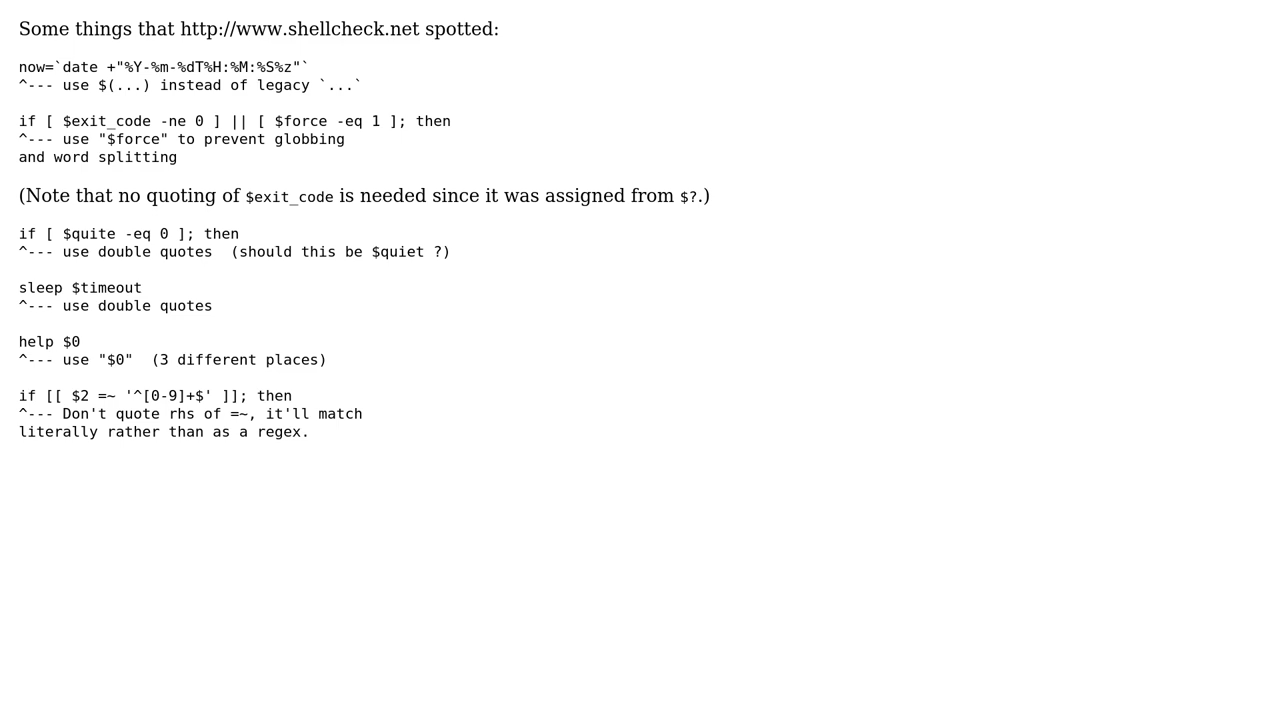 Some things that http://www.shellcheck.net spotted:
now=`date +"%Y-%m-%dT%H:%M:%S%z"`
^--- use $(...) instead of legacy `...`
if [ $exit_code -ne 0 ] || [ $force -eq 1 ]; then
^--- use "$force" to prevent globbing
and word splitting
(Note that no quoting of $exit_code is needed since it was assigned from $?.)
if [ $quite -eq 0 ]; then
^--- use double quotes  (should this be $quiet ?)
sleep $timeout
^--- use double quotes
help $0
^--- use "$0"  (3 different places)
if [[ $2 =~ '^[0-9]+$' ]]; then
^--- Don't quote rhs of =~, it'll match
literally rather than as a regex.